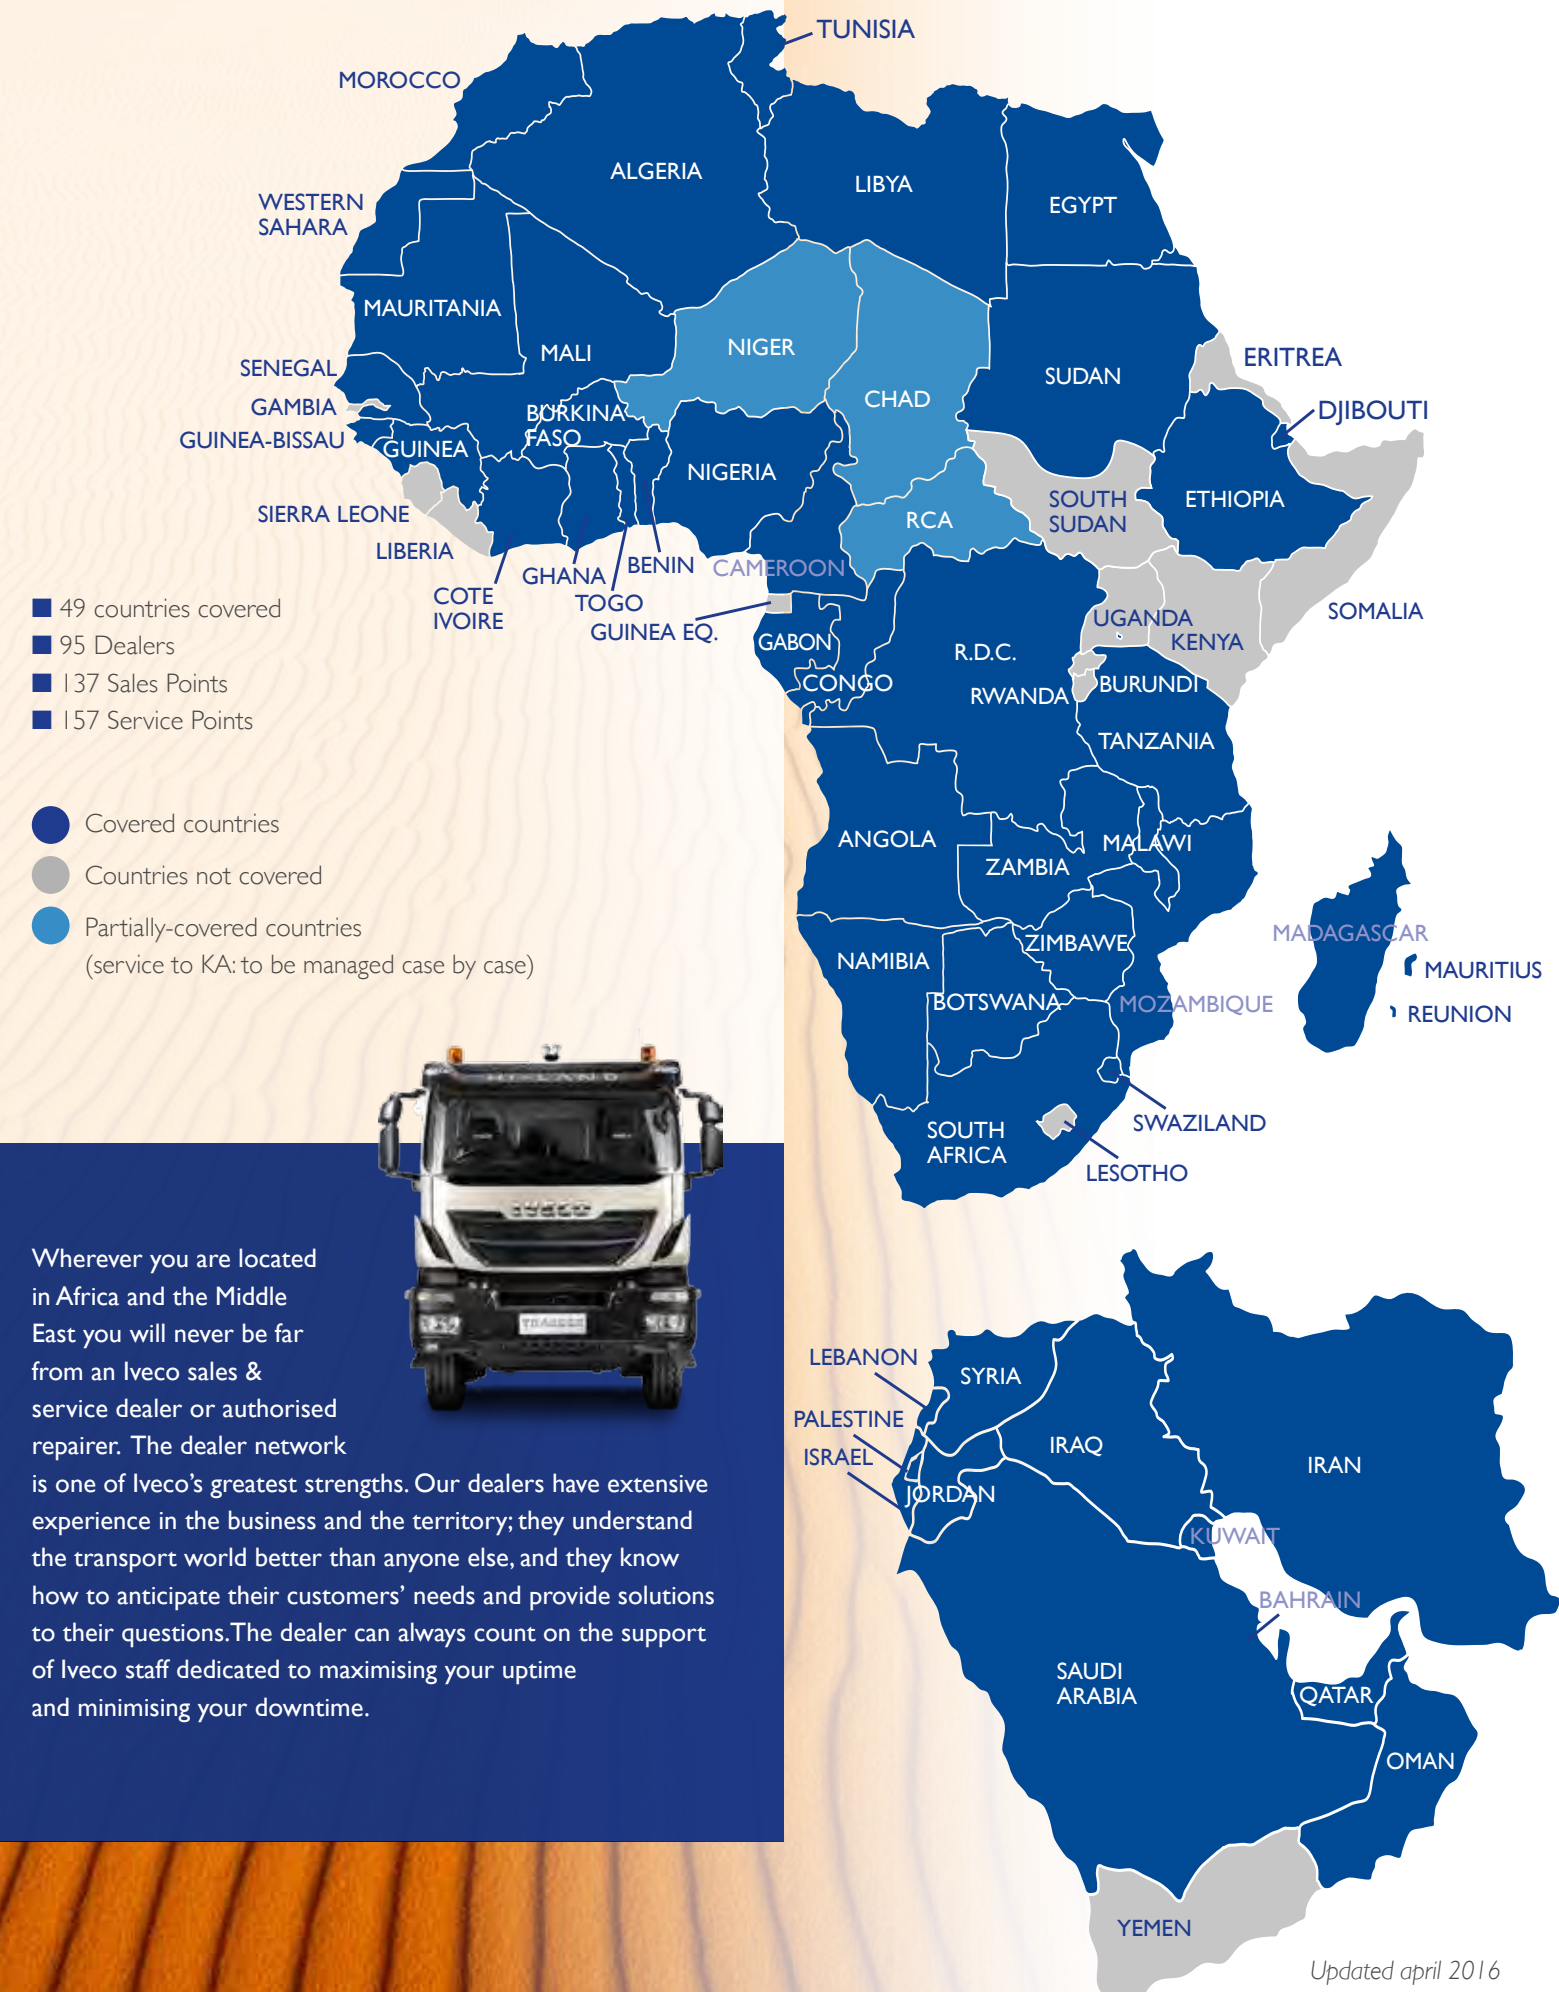 TUNISIA
MOROCCO
ALGERIA
LIBYA
EGYPT
WESTERN
SAHARA
MAURITANIA
MALI
NIGER
CHAD
SUDAN
ERITREA
SENEGAL
GAMBIA
GUINEA-BISSAU
GUINEA
BURKINA
FASO
DJIBOUTI
NIGERIA
RCA
SOUTH
SUDAN
ETHIOPIA
SIERRA LEONE
LIBERIA
COTE
IVOIRE
GHANA
TOGO
BENIN
CAMEROON
GUINEA EQ.
GABON
CONGO
R.D.C.
RWANDA
UGANDA
KENYA
BURUNDI
SOMALIA
TANZANIA
49 countries covered
95 Dealers
137 Sales Points
157 Service Points
Covered countries
Countries not covered
Partially-covered countries
(service to KA: to be managed case by case)
ANGOLA
ZAMBIA
MALAWI
NAMIBIA
ZIMBAWE
BOTSWANA
MOZAMBIQUE
MADAGASCAR
MAURITIUS
REUNION
SOUTH
AFRICA
SWAZILAND
LESOTHO
HI-LAND
IVECO
TRAKKER
Wherever you are located
in Africa and the Middle
East you will never be far
from an Iveco sales &
service dealer or authorised
repairer. The dealer network
is one of Iveco’s greatest strengths. Our dealers have extensive
experience in the business and the territory; they understand
the transport world better than anyone else, and they know
how to anticipate their customers’ needs and provide solutions
to their questions.The dealer can always count on the support
of Iveco staff dedicated to maximising your uptime
and minimising your downtime.
LEBANON
SYRIA
PALESTINE
ISRAEL
JORDAN
IRAQ
IRAN
KUWAIT
BAHRAIN
SAUDI
ARABIA
QATAR
OMAN
YEMEN
Updated april 2016